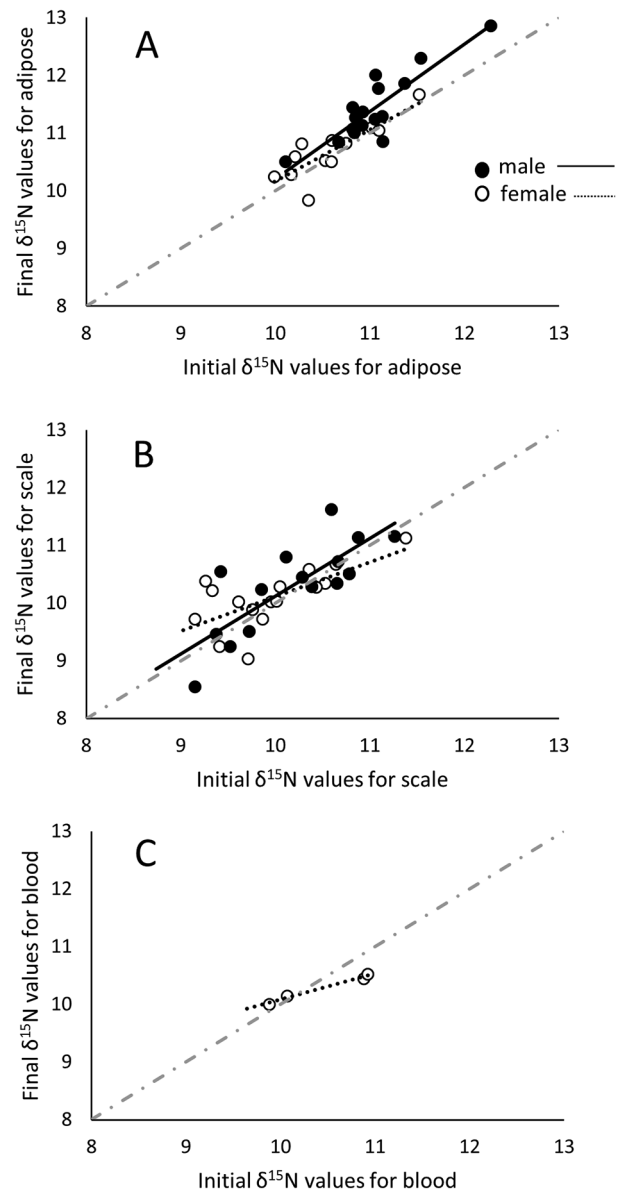 A
Final δ¹⁵N values for adipose
13
12
11
10
9
8
8 9 10 11 12 13
Initial δ¹⁵N values for adipose
male
female
B
Final δ¹⁵N values for scale
13
12
11
10
9
8
8 9 10 11 12 13
Initial δ¹⁵N values for scale
C
Final δ¹⁵N values for blood
13
12
11
10
9
8
8 9 10 11 12 13
Initial δ¹⁵N values for blood